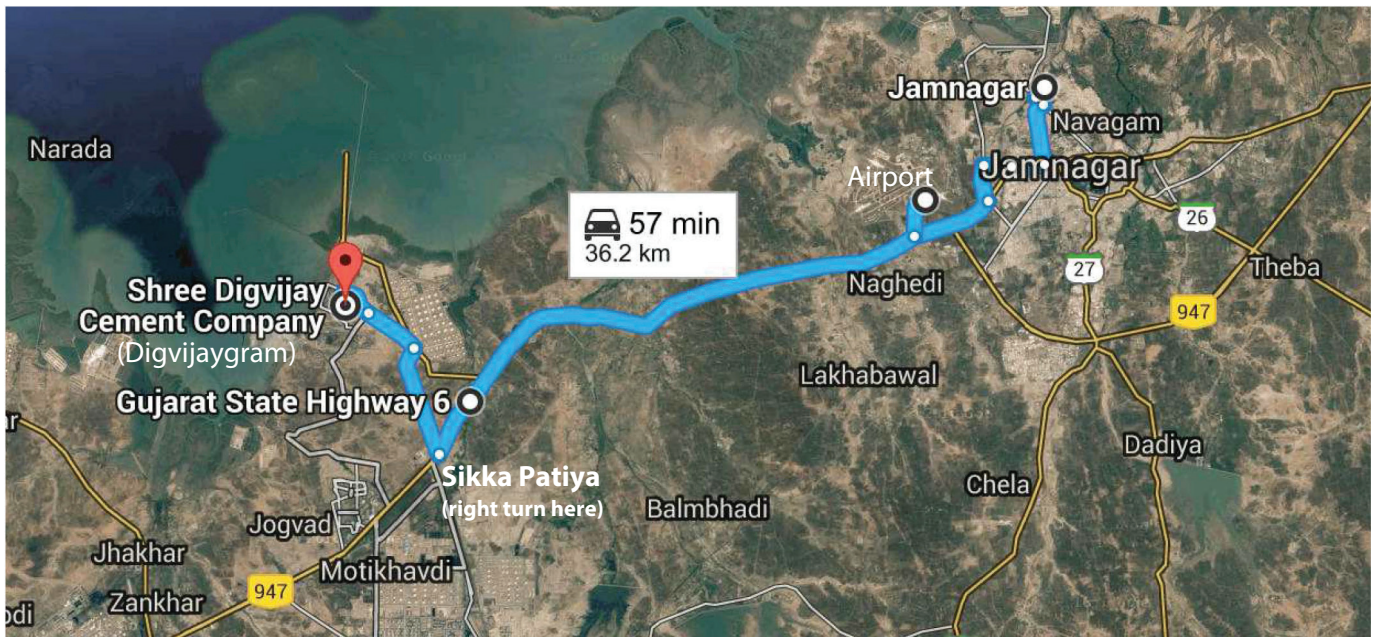 Jamnagar
Navagam
Narada
Jamnagar
Airport
57 min
36.2 km
26
Theba
27
Naghedi
Shree Digvijay
Cement Company
(Digvijaygram)
947
Lakhabawal
Gujarat State Highway 6
Dadiya
Sikka Patiya
(right turn here)
Chela
Balmbhadi
Jogvad
Jhakhar
Motikhavdi
947
Zankhar